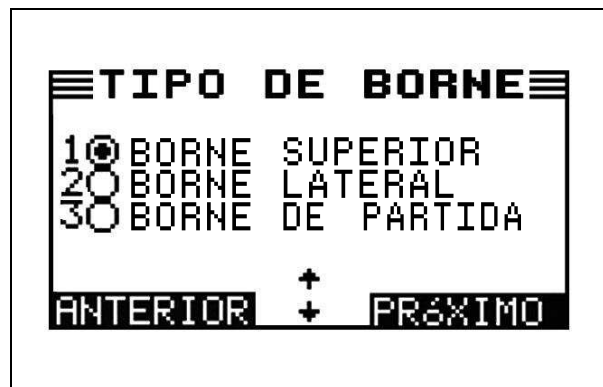 TIPO DE BORNE
1 BORNE SUPERIOR
2 BORNE LATERAL
3 BORNE DE PARTIDA
ANTERIOR PRÓXIMO